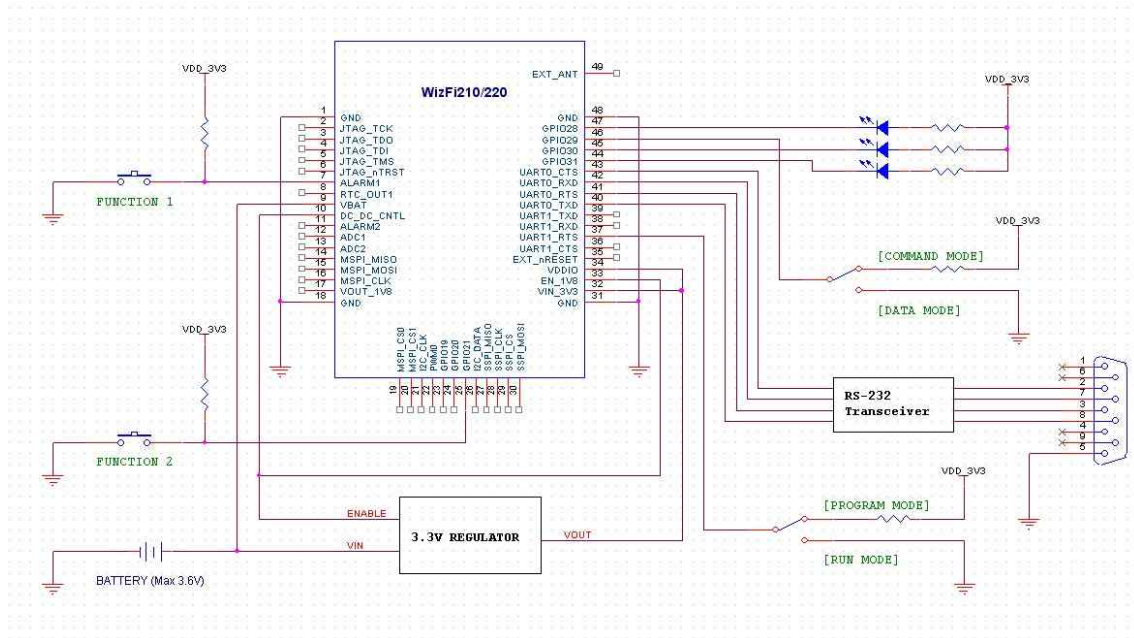 WizFi210/220
EXT_ANT 49
VDD_3V3
VDD_3V3
1 GND
2 JTAG_TCK
3 JTAG_TDO
4 JTAG_TDI
5 JTAG_TMS
6 JTAG_nTRST
7 ALARM1
8 RTC_OUT1
9 VBAT
10 DC_DC_CNTL
11 ALARM2
12 ADC1
13 ADC2
14 MSPI_MISO
15 MSPI_MOSI
16 MSPI_CLK
17 VOUT_1V8
18 GND
GND 48
GPIO28 47
GPIO29 46
GPIO30 45
GPIO31 44
UART0_CTS 43
UART0_RXD 42
UART0_RTS 41
UART0_TXD 40
UART1_TXD 39
UART1_RXD 38
UART1_RTS 37
UART1_CTS 36
EXT_nRESET 35
VDDIO 34
EN_1V8 33
VIN_3V3 32
GND 31
FUNCTION 1
VDD_3V3
[COMMAND MODE]
[DATA MODE]
VDD_3V3
19 MSPI_CS0
20 MSPI_CS1
21 I2C_CLK
22 PWM0
23 GPIO19
24 GPIO20
25 GPIO21
26 I2C_DATA
27 SSPI_MISO
28 SSPI_CLK
29 SSPI_CS
30 SSPI_MOSI
RS-232
Transceiver
1
6
2
7
3
8
4
9
5
FUNCTION 2
VDD_3V3
[PROGRAM MODE]
[RUN MODE]
ENABLE
VIN
3.3V REGULATOR
VOUT
BATTERY (Max 3.6V)